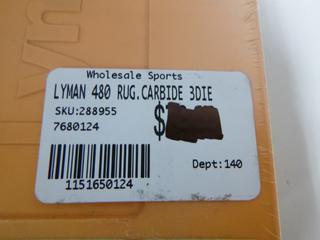 Wholesale Sports
LYMAN 480 RUG.CARBIDE 3DIE
SKU:288955
7680124
$
Dept:140
1151650124